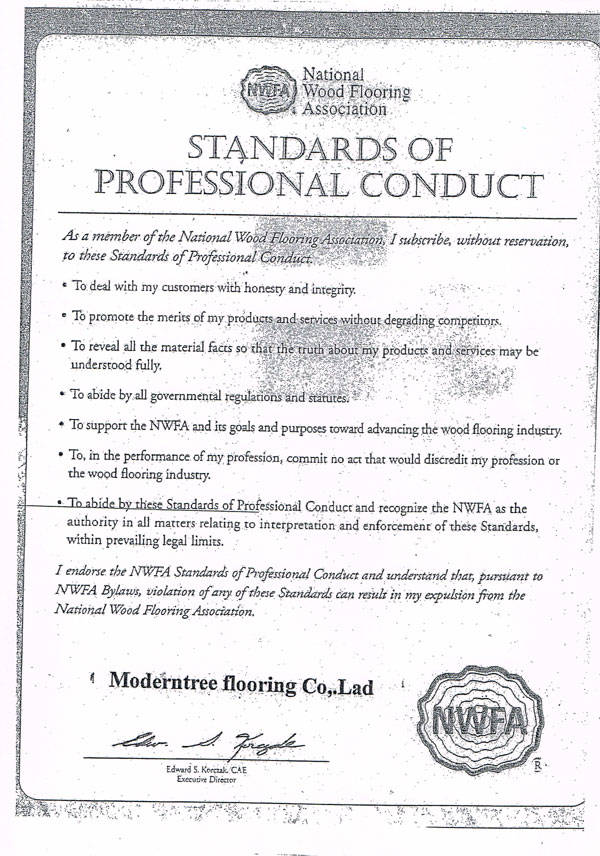 NWFA
National
Wood Flooring
Association
STANDARDS OF
PROFESSIONAL CONDUCT
As a member of the National Wood Flooring Association, I subscribe, without reservation,
to these Standards of Professional Conduct.
• To deal with my customers with honesty and integrity.
• To promote the merits of my products and services without degrading competitors.
• To reveal all the material facts so that the truth about my products and services may be
understood fully.
• To abide by all governmental regulations and statutes.
• To support the NWFA and its goals and purposes toward advancing the wood flooring industry.
• To, in the performance of my profession, commit no act that would discredit my profession or
the wood flooring industry.
• To abide by these Standards of Professional Conduct and recognize the NWFA as the
authority in all matters relating to interpretation and enforcement of these Standards,
within prevailing legal limits.
I endorse the NWFA Standards of Professional Conduct and understand that, pursuant to
NWFA Bylaws, violation of any of these Standards can result in my expulsion from the
National Wood Flooring Association.
Moderntree flooring Co,.Lad
NWFA
®
Edw. S. Korczak
Edward S. Korczak, CAE
Executive Director